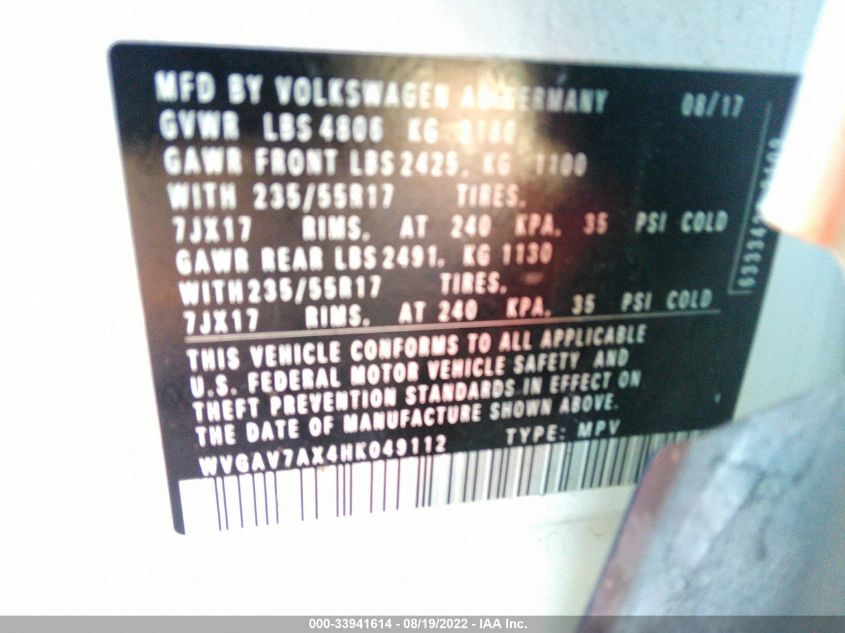 MFD BY VOLKSWAGEN AG GERMANY 08/17
GVWR LBS 4806 KG
GAWR FRONT LBS 2425. KG 1100
WITH 235/55R17 TIRES,
7JX17 RIMS, AT 240 KPA, 35 PSI COLD
GAWR REAR LBS 2491. KG 1130
WITH 235/55R17 TIRES,
7JX17 RIMS, AT 240 KPA, 35 PSI COLD
THIS VEHICLE CONFORMS TO ALL APPLICABLE
U.S. FEDERAL MOTOR VEHICLE SAFETY AND
THEFT PREVENTION STANDARDS IN EFFECT ON
THE DATE OF MANUFACTURE SHOWN ABOVE.
WVGAV7AX4HK049112 TYPE: MPV
000-33941614 - 08/19/2022 - IAA Inc.